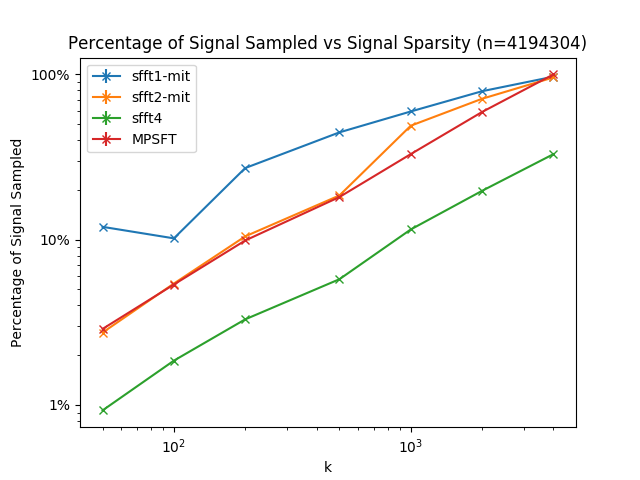 Percentage of Signal Sampled vs Signal Sparsity (n=4194304)
sfft1-mit
sfft2-mit
sfft4
MPSFT
Percentage of Signal Sampled
100%
10%
1%
10²
10³
k